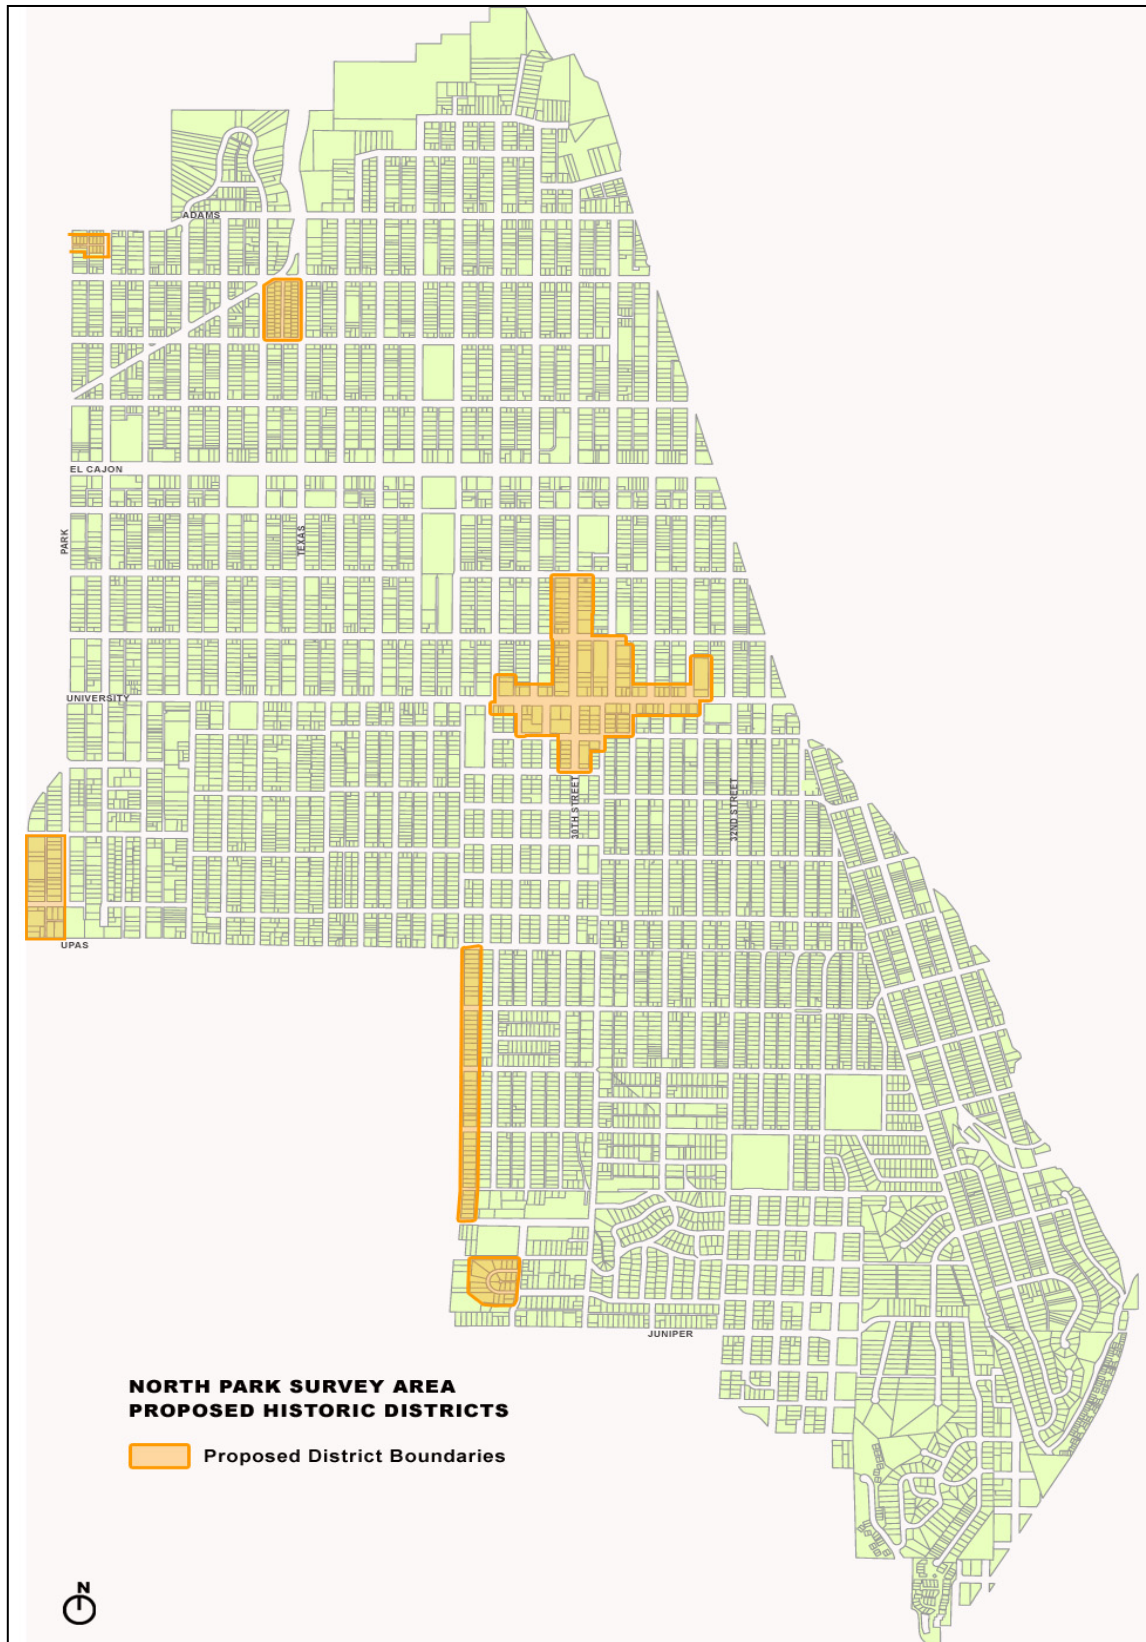 ADAMS
EL CAJON
PARK
TEXAS
UNIVERSITY
30TH STREET
32ND STREET
UPAS
JUNIPER
NORTH PARK SURVEY AREA
PROPOSED HISTORIC DISTRICTS
Proposed District Boundaries
N